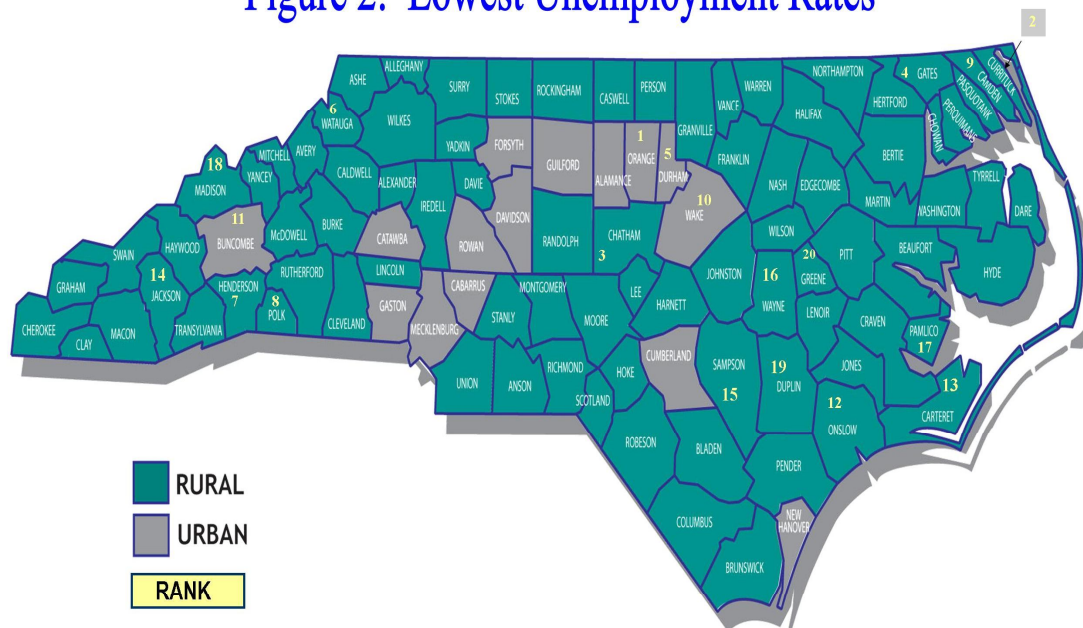 Figure 2: Lowest Unemployment Rates
2
ALLEGHANY
ASHE
SURRY
STOKES
ROCKINGHAM
CASWELL
PERSON
GRANVILLE
VANCE
WARREN
NORTHAMPTON
HALIFAX
HERTFORD
4
GATES
9
CURRITUCK
CAMDEN
PASQUOTANK
PERQUIMANS
CHOWAN
6
WATAUGA
WILKES
YADKIN
FORSYTH
GUILFORD
ALAMANCE
1
ORANGE
5
DURHAM
FRANKLIN
BERTIE
18
MADISON
YANCEY
MITCHELL
AVERY
CALDWELL
ALEXANDER
IREDELL
DAVIE
DAVIDSON
RANDOLPH
CHATHAM
3
10
WAKE
NASH
EDGECOMBE
MARTIN
WASHINGTON
TYRRELL
DARE
SWAIN
HAYWOOD
11
BUNCOMBE
McDOWELL
BURKE
CATAWBA
ROWAN
WILSON
PITT
BEAUFORT
HYDE
GRAHAM
14
JACKSON
HENDERSON
7
RUTHERFORD
8
POLK
LINCOLN
CABARRUS
MONTGOMERY
LEE
HARNETT
JOHNSTON
16
WAYNE
20
GREENE
CHEROKEE
CLAY
MACON
TRANSYLVANIA
CLEVELAND
GASTON
MECKLENBURG
STANLY
MOORE
LENOIR
CRAVEN
PAMLICO
17
UNION
ANSON
RICHMOND
SCOTLAND
HOKE
CUMBERLAND
SAMPSON
15
19
DUPLIN
JONES
13
CARTERET
12
ONSLOW
ROBESON
BLADEN
PENDER
COLUMBUS
NEW
HANOVER
BRUNSWICK
RURAL
URBAN
RANK